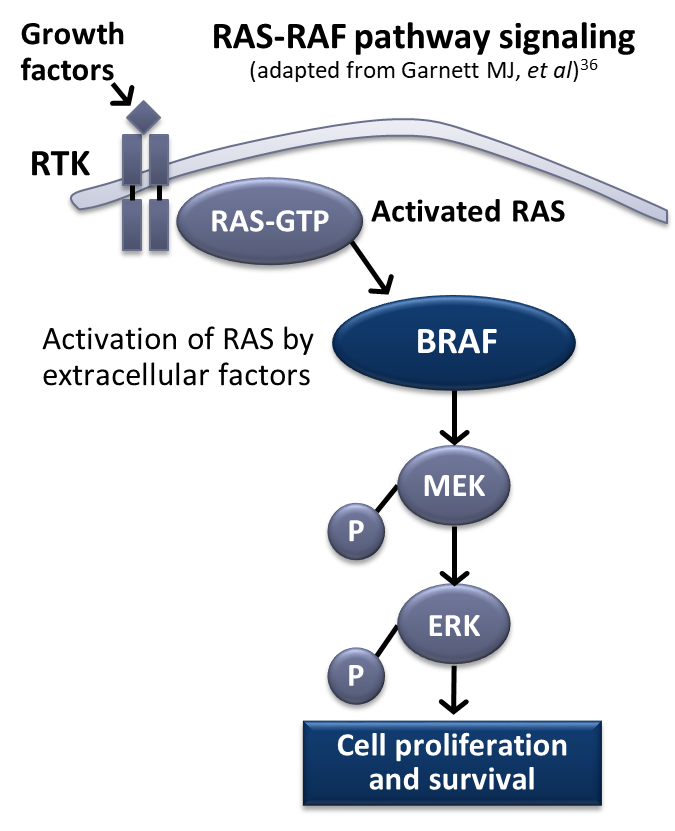 Growth
factors
RAS-RAF pathway signaling
(adapted from Garnett MJ, et al)36
RTK
RAS-GTP
Activated RAS
Activation of RAS by
extracellular factors
BRAF
MEK
P
ERK
P
Cell proliferation
and survival